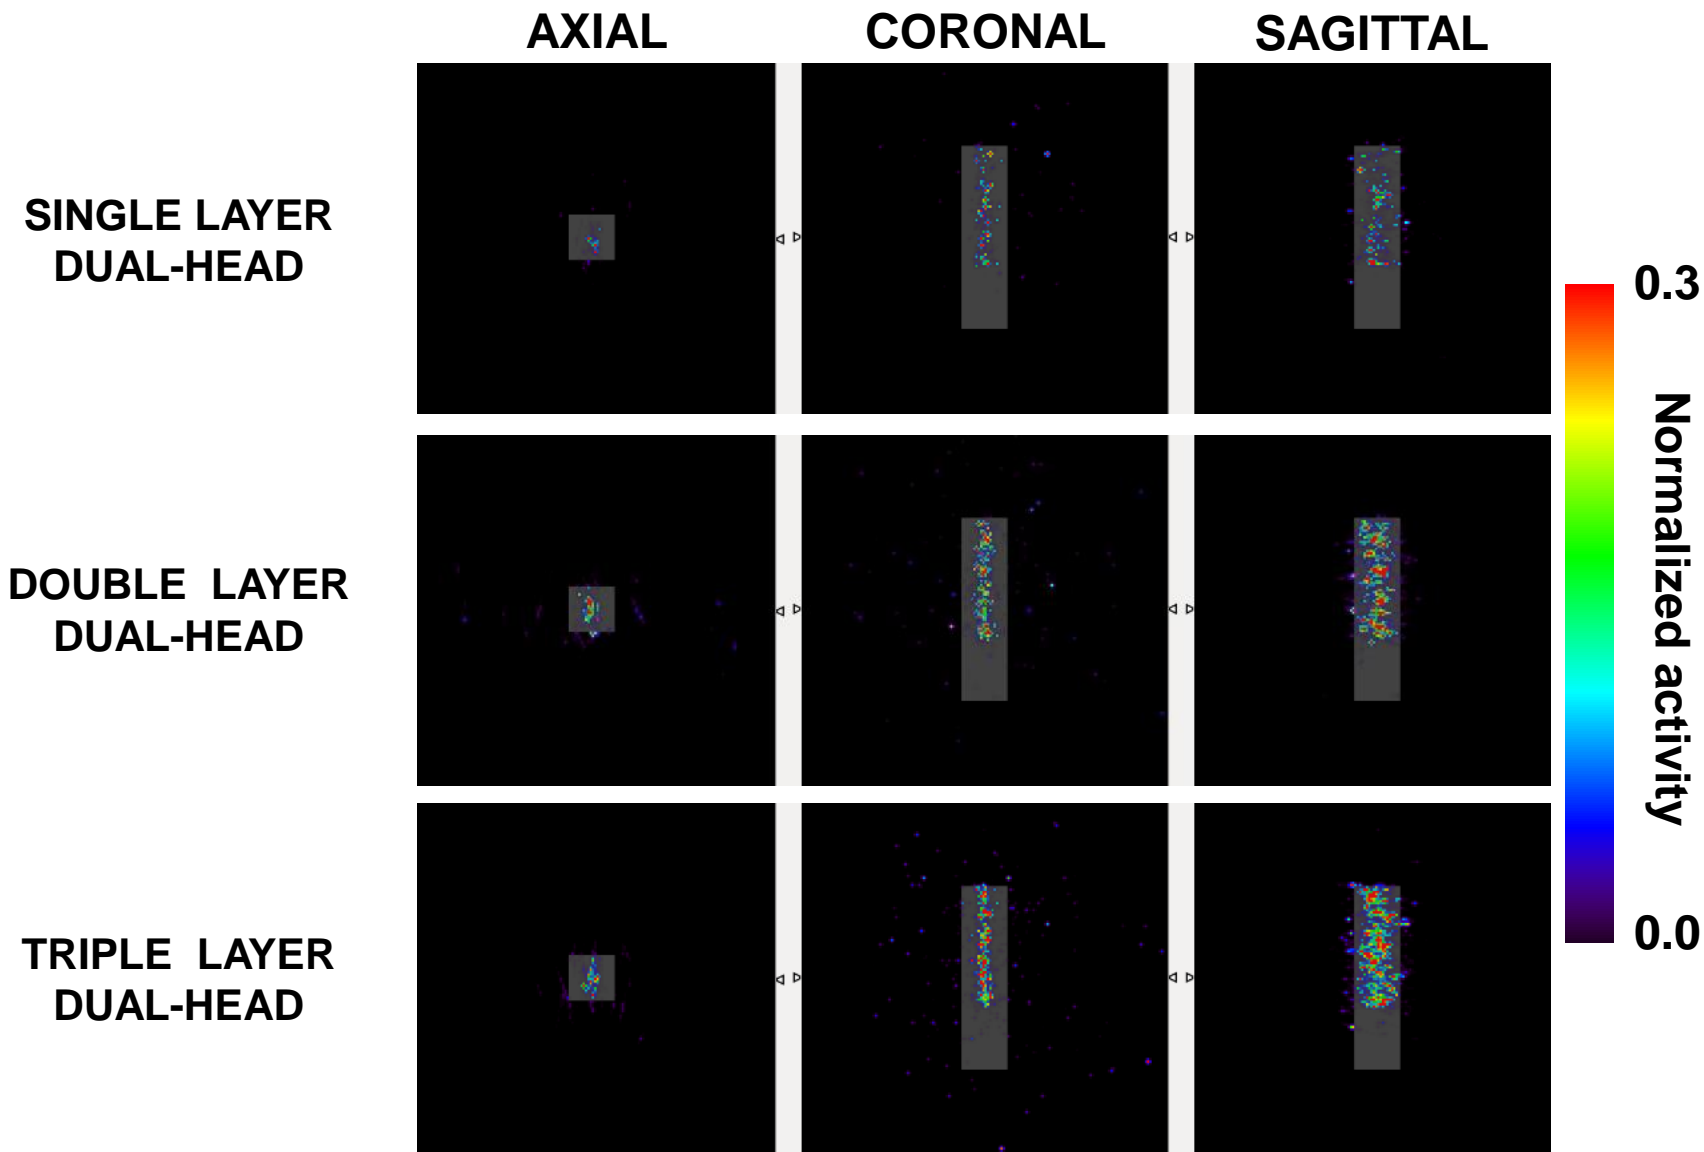 AXIAL CORONAL SAGITTAL
SINGLE LAYER
DUAL-HEAD
DOUBLE  LAYER
DUAL-HEAD
TRIPLE  LAYER
DUAL-HEAD
0.3
Normalized activity
0.0